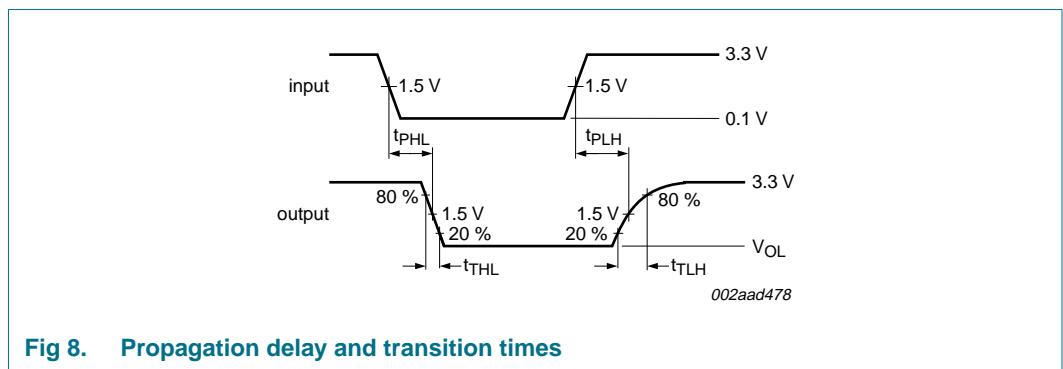 3.3 V
input
1.5 V
1.5 V
0.1 V
tPHL
tPLH
3.3 V
80 %
80 %
output
1.5 V
1.5 V
20 %
20 %
VOL
tTHL
tTLH
002aad478
Fig 8. Propagation delay and transition times